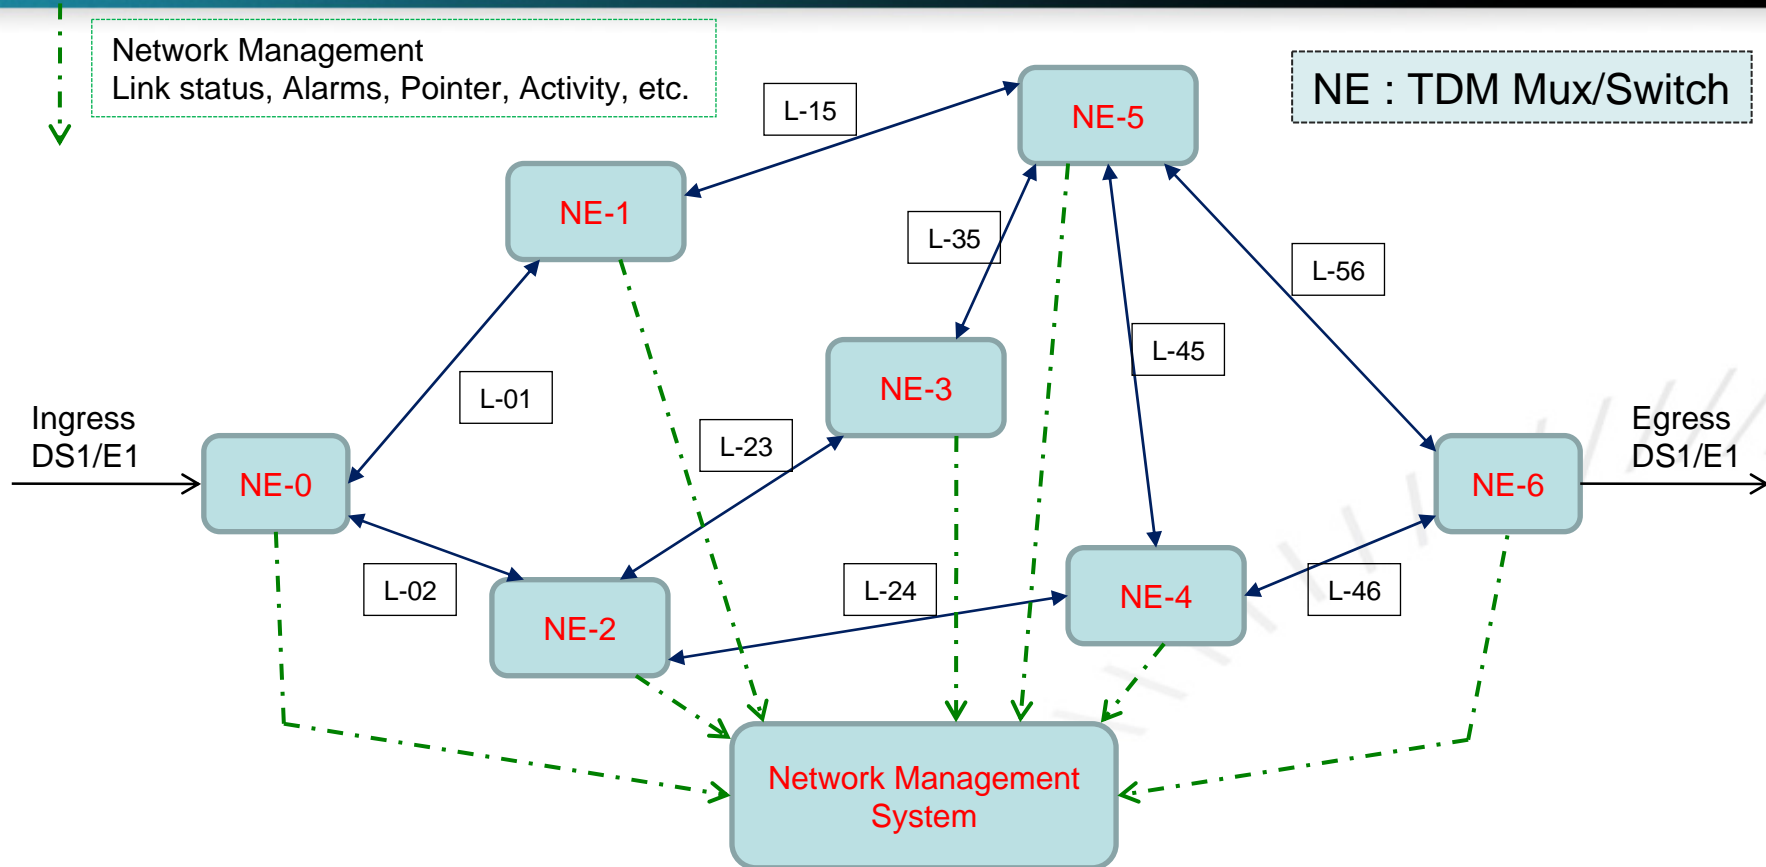 Network Management
Link status, Alarms, Pointer, Activity, etc.
NE : TDM Mux/Switch
L-15
NE-5
NE-1
L-35
L-56
L-45
NE-3
L-01
L-23
Ingress
DS1/E1
Egress
DS1/E1
NE-0
NE-6
L-02
L-24
NE-4
L-46
NE-2
Network Management
System